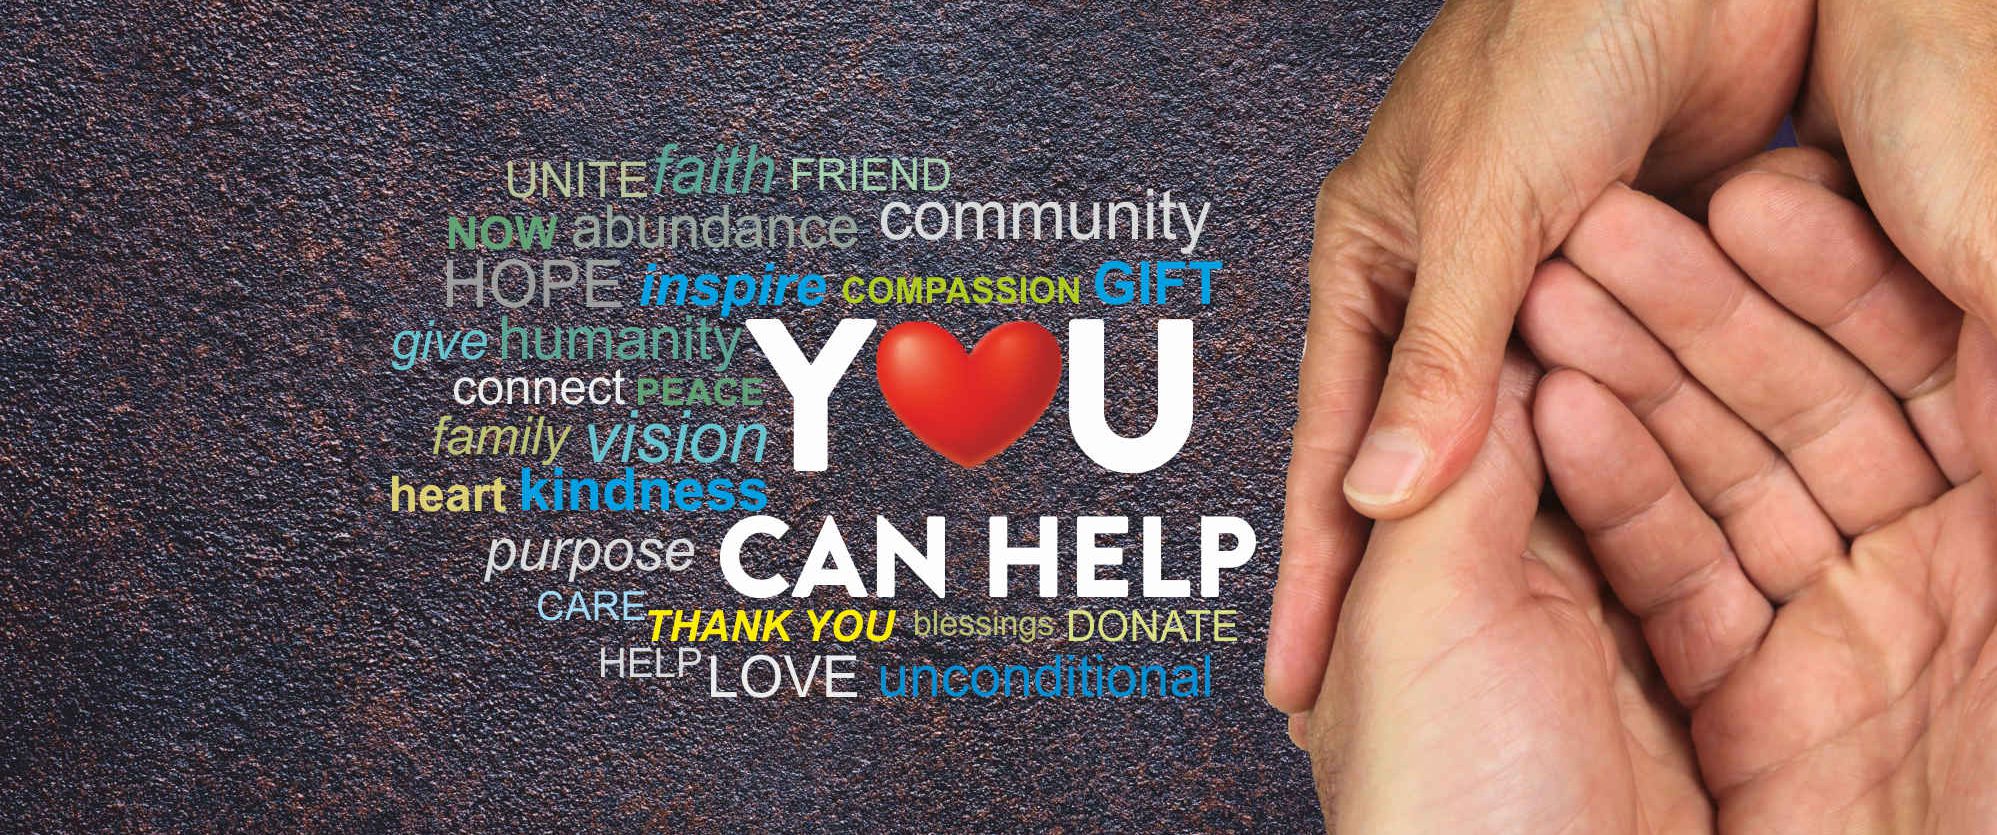 UNITE faith FRIEND
NOW abundance community
HOPE inspire COMPASSION GIFT
give humanity
connect PEACE
YOU
family vision
heart kindness
purpose
CAN HELP
CARE THANK YOU blessings DONATE
HELP LOVE unconditional